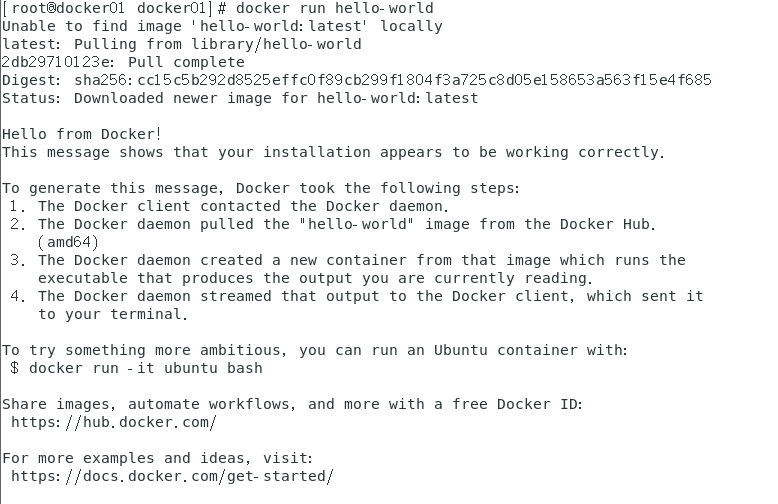 [root@docker01 docker01]# docker run hello-world
Unable to find image 'hello-world:latest' locally
latest: Pulling from library/hello-world
2db29710123e: Pull complete
Digest: sha256:cc15c5b292d8525effc0f89cb299f1804f3a725c8d05e158653a563f15e4f685
Status: Downloaded newer image for hello-world:latest

Hello from Docker!
This message shows that your installation appears to be working correctly.

To generate this message, Docker took the following steps:
 1. The Docker client contacted the Docker daemon.
 2. The Docker daemon pulled the "hello-world" image from the Docker Hub.
    (amd64)
 3. The Docker daemon created a new container from that image which runs the
    executable that produces the output you are currently reading.
 4. The Docker daemon streamed that output to the Docker client, which sent it
    to your terminal.

To try something more ambitious, you can run an Ubuntu container with:
 $ docker run -it ubuntu bash

Share images, automate workflows, and more with a free Docker ID:
 https://hub.docker.com/

For more examples and ideas, visit:
 https://docs.docker.com/get-started/